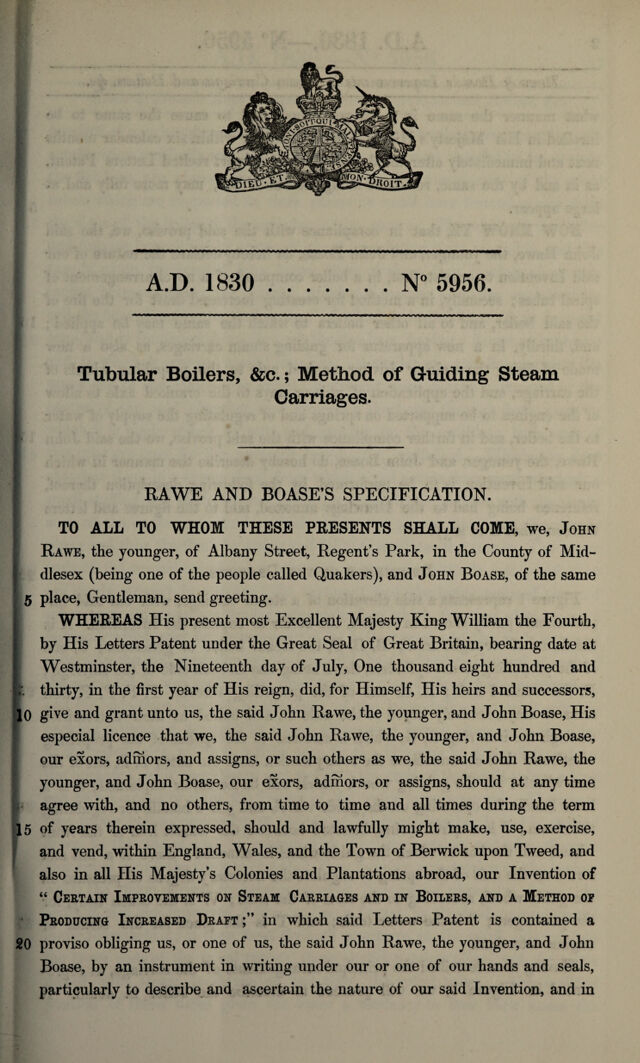 DIEU ET MON DROIT
A.D. 1830 . . . . . . . Nº 5956.
Tubular Boilers, &c.; Method of Guiding Steam
Carriages.
RAWE AND BOASE'S SPECIFICATION.
TO ALL TO WHOM THESE PRESENTS SHALL COME, we, JOHN
RAWE, the younger, of Albany Street, Regent's Park, in the County of Mid-
dlesex (being one of the people called Quakers), and JOHN BOASE, of the same
5 place, Gentleman, send greeting.
WHEREAS His present most Excellent Majesty King William the Fourth,
by His Letters Patent under the Great Seal of Great Britain, bearing date at
Westminster, the Nineteenth day of July, One thousand eight hundred and
thirty, in the first year of His reign, did, for Himself, His heirs and successors,
10 give and grant unto us, the said John Rawe, the younger, and John Boase, His
especial licence that we, the said John Rawe, the younger, and John Boase,
our exors, admors, and assigns, or such others as we, the said John Rawe, the
younger, and John Boase, our exors, admors, or assigns, should at any time
agree with, and no others, from time to time and all times during the term
15 of years therein expressed, should and lawfully might make, use, exercise,
and vend, within England, Wales, and the Town of Berwick upon Tweed, and
also in all His Majesty's Colonies and Plantations abroad, our Invention of
" CERTAIN IMPROVEMENTS ON STEAM CARRIAGES AND IN BOILERS, AND A METHOD OF
PRODUCING INCREASED DRAFT;" in which said Letters Patent is contained a
20 proviso obliging us, or one of us, the said John Rawe, the younger, and John
Boase, by an instrument in writing under our or one of our hands and seals,
particularly to describe and ascertain the nature of our said Invention, and in